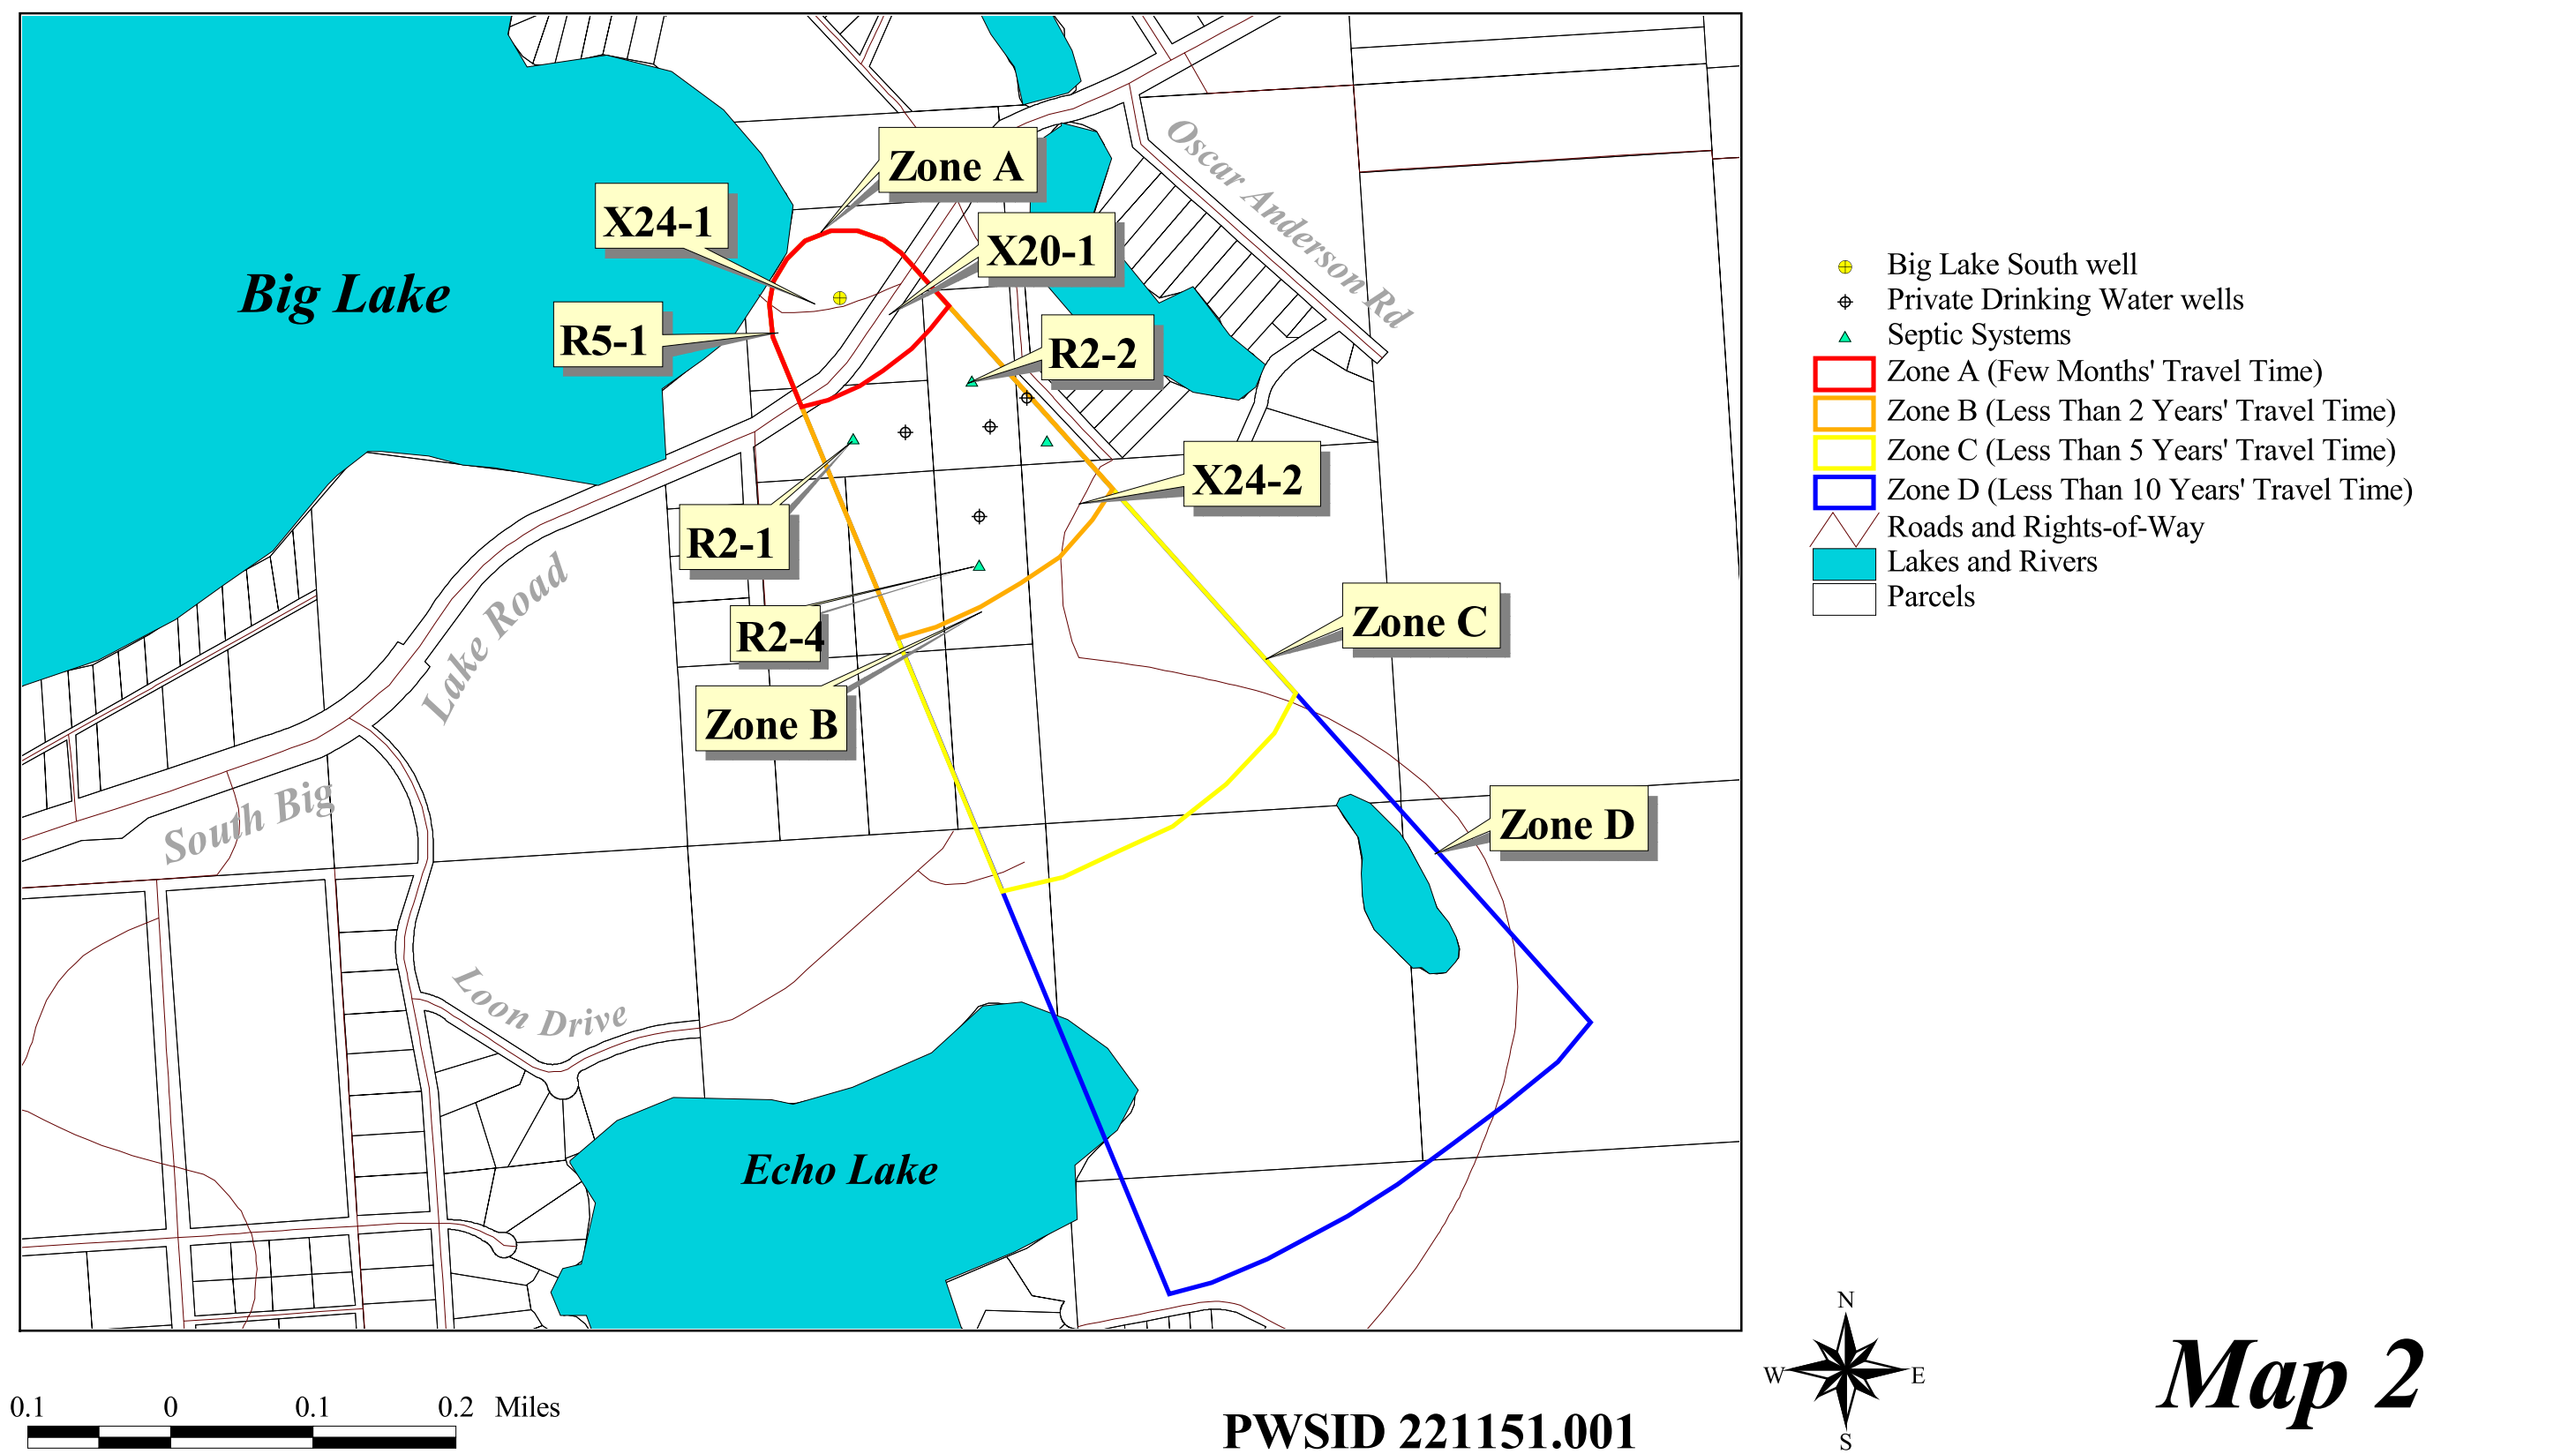 Zone A
X24-1
X20-1
Oscar Anderson Rd
Big Lake
R5-1
R2-2
X24-2
R2-1
R2-4
Zone C
Zone B
Lake Road
South Big
Zone D
Loon Drive
Echo Lake
Big Lake South well
Private Drinking Water wells
Septic Systems
Zone A (Few Months' Travel Time)
Zone B (Less Than 2 Years' Travel Time)
Zone C (Less Than 5 Years' Travel Time)
Zone D (Less Than 10 Years' Travel Time)
Roads and Rights-of-Way
Lakes and Rivers
Parcels
N
W E
S
Map 2
0.1 0 0.1 0.2 Miles
PWSID 221151.001